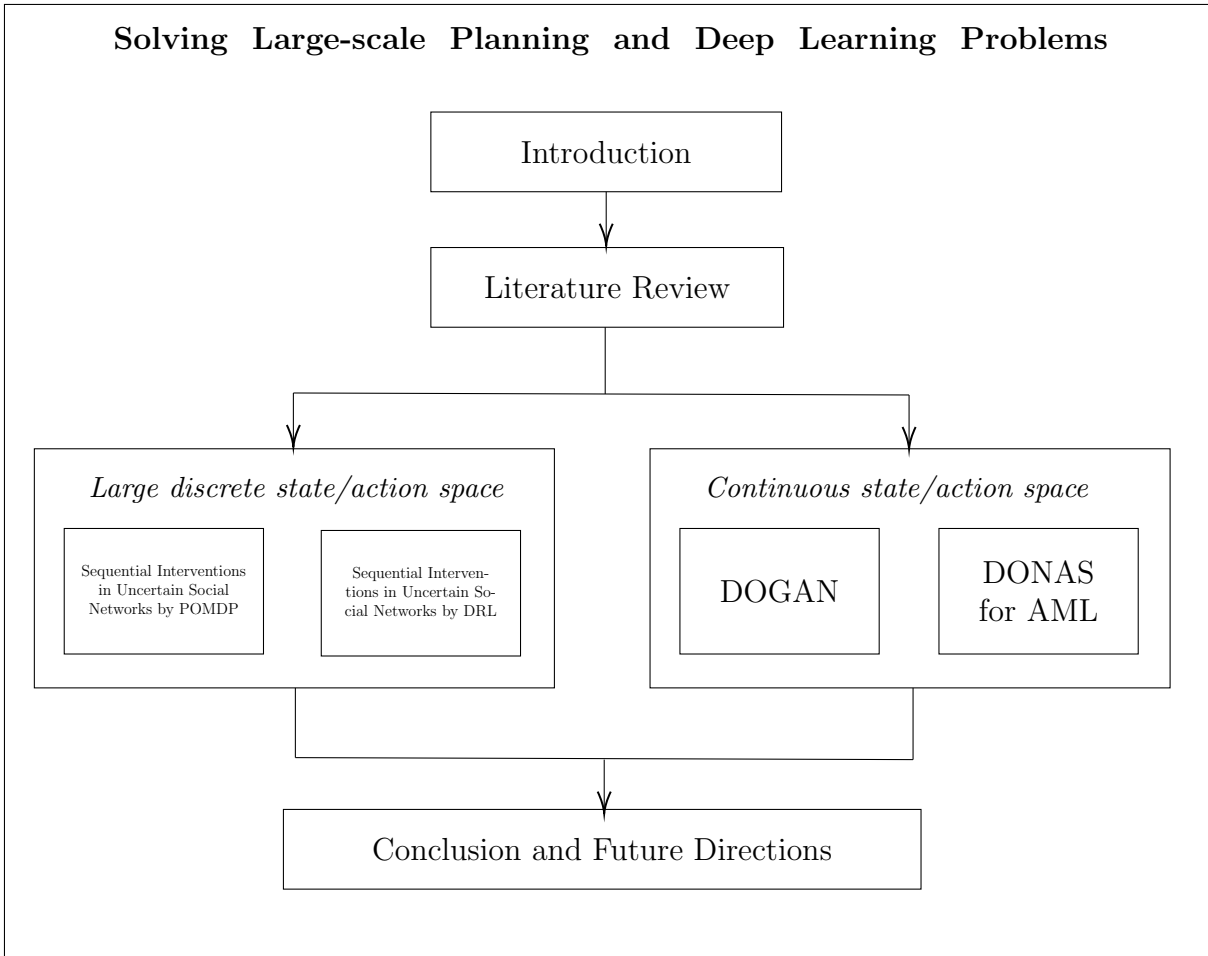 Solving Large-scale Planning and Deep Learning Problems
Introduction
Literature Review
Large discrete state/action space
Sequential Interventions
in Uncertain Social
Networks by POMDP
Sequential Interven-
tions in Uncertain So-
cial Networks by DRL
Continuous state/action space
DOGAN
DONAS
for AML
Conclusion and Future Directions